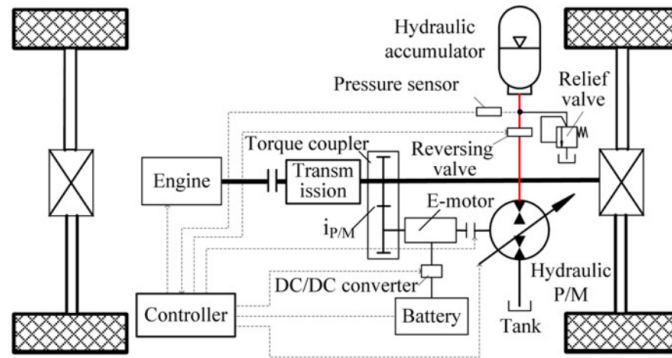 Hydraulic
accumulator
Pressure sensor
Relief
valve
Torque coupler
Reversing
valve
Engine
Transm
ission
E-motor
iP/M
Hydraulic
P/M
DC/DC converter
Controller
Battery
Tank